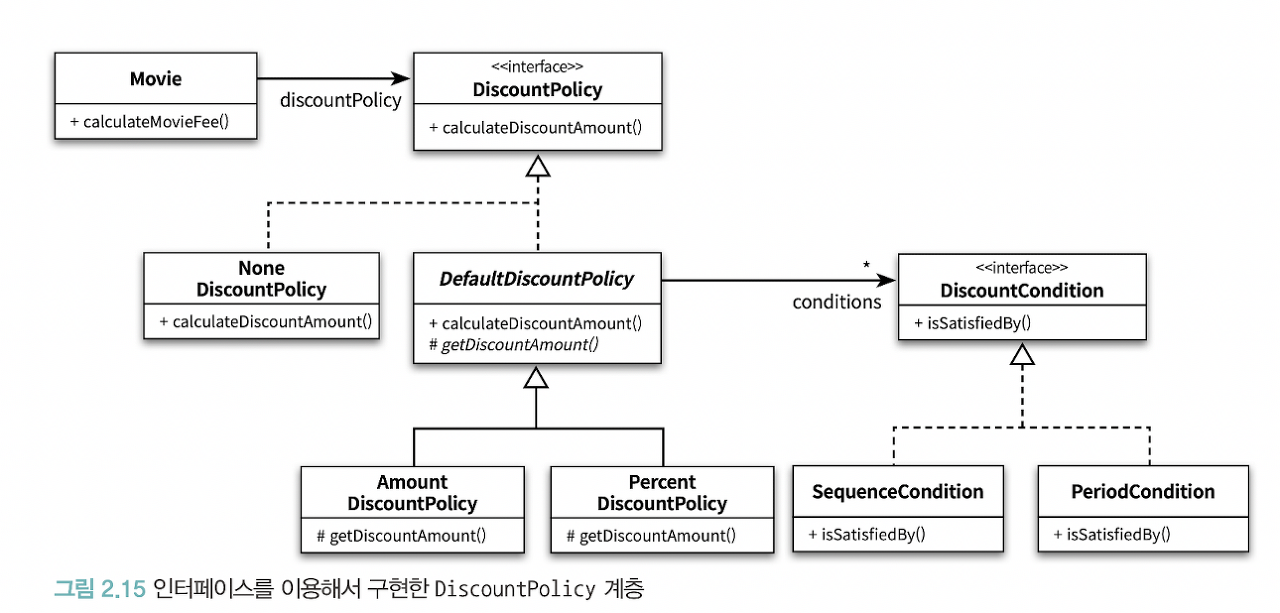 Movie
+ calculateMovieFee()
discountPolicy
<<interface>>
DiscountPolicy
+ calculateDiscountAmount()
None
DiscountPolicy
+ calculateDiscountAmount()
DefaultDiscountPolicy
+ calculateDiscountAmount()
# getDiscountAmount()
*
conditions
<<interface>>
DiscountCondition
+ isSatisfiedBy()
Amount
DiscountPolicy
# getDiscountAmount()
Percent
DiscountPolicy
# getDiscountAmount()
SequenceCondition
+ isSatisfiedBy()
PeriodCondition
+ isSatisfiedBy()
그림 2.15 인터페이스를 이용해서 구현한 DiscountPolicy 계층